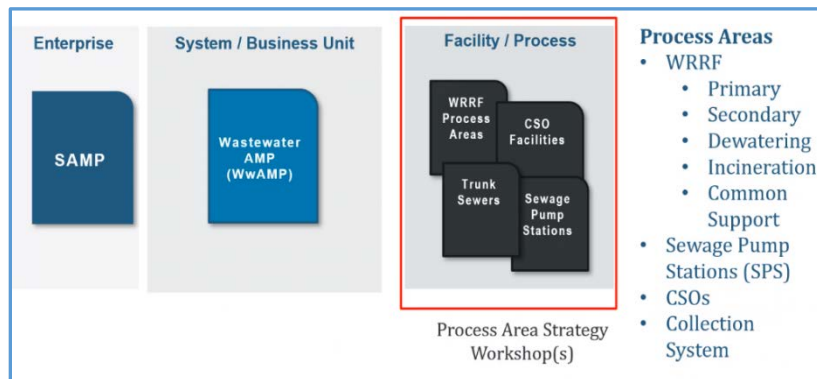 Enterprise
SAMP
System / Business Unit
Wastewater
AMP
(WwAMP)
Facility / Process
WRRF
Process
Areas
CSO
Facilities
Trunk
Sewers
Sewage
Pump
Stations
Process Area Strategy
Workshop(s)
Process Areas
• WRRF
• Primary
• Secondary
• Dewatering
• Incineration
• Common
Support
• Sewage Pump
Stations (SPS)
• CSOs
• Collection
System